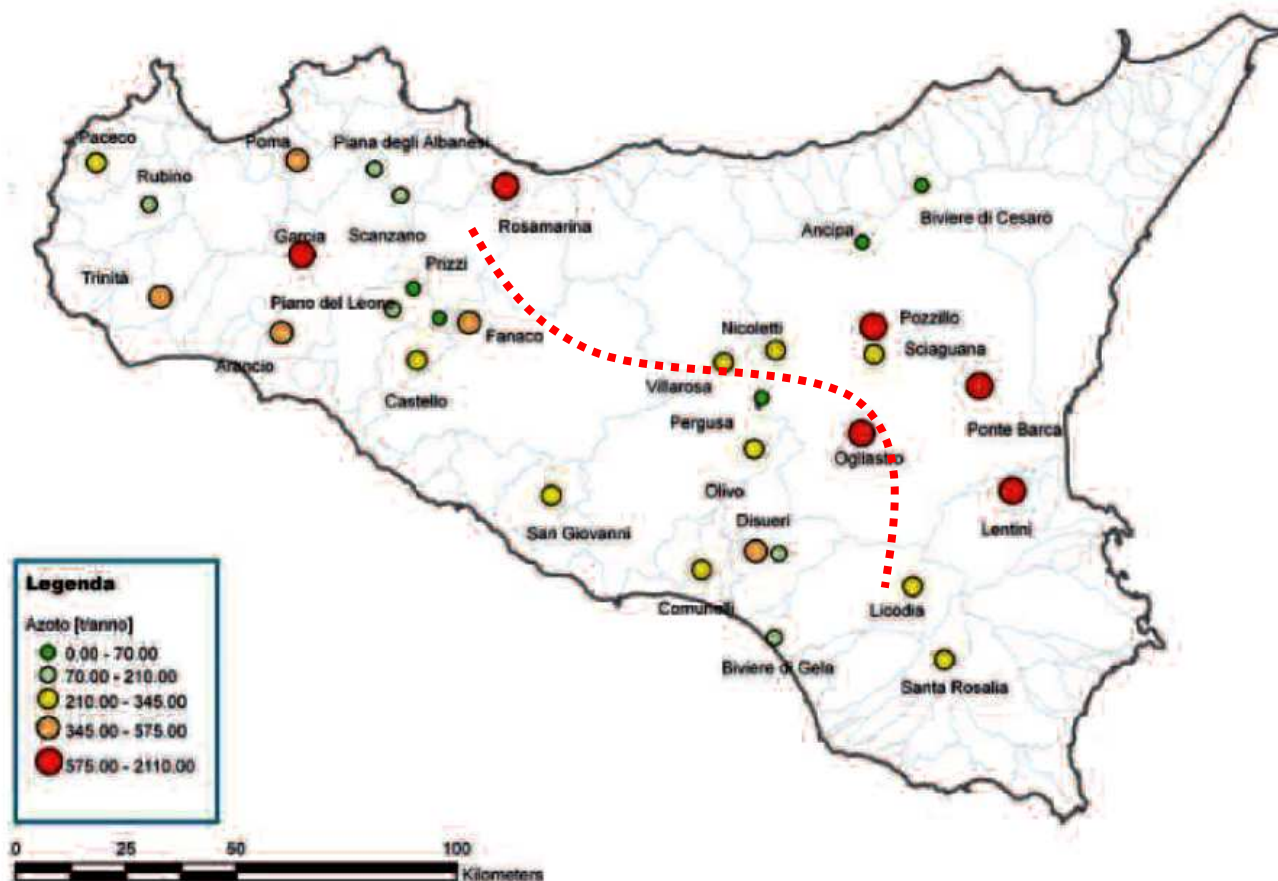 Paceco
Poma
Piana degli Albanesi
Rubino
Rosamarina
Biviere di Cesarò
Ancipa
Garcia
Scanzano
Prizzi
Trinità
Piano del Leone
Fanaco
Nicoletti
Pozzillo
Sciaguana
Arancio
Castello
Villarosa
Pergusa
Ponte Barca
Ogliastro
Olivo
San Giovanni
Disueri
Lentini
Comunelli
Licodia
Biviere di Gela
Santa Rosalia
Legenda
Azoto [t/anno]
0.00 - 70.00
70.00 - 210.00
210.00 - 345.00
345.00 - 575.00
575.00 - 2110.00
0 25 50 100
Kilometers